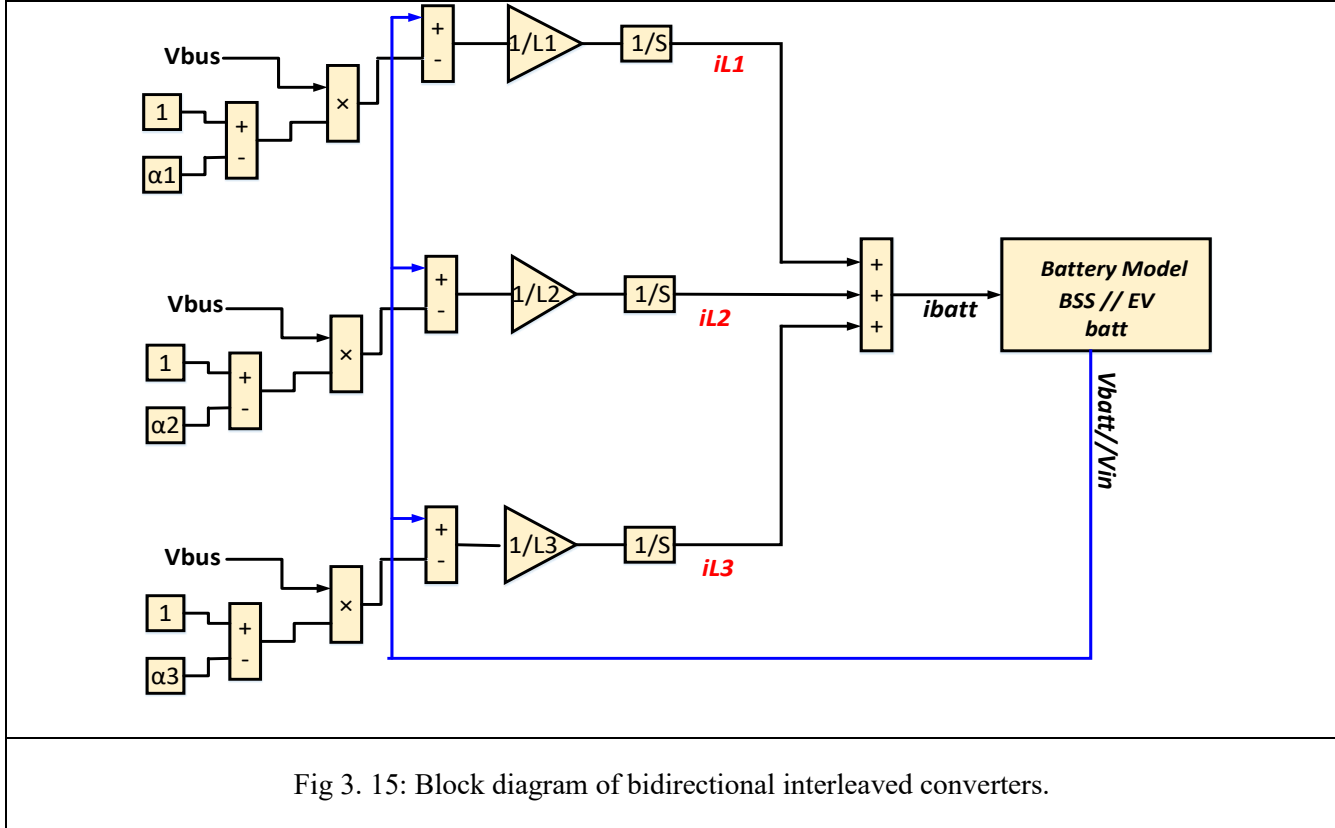 Vbus
1
α1
+
-
×
+
-
1/L1
1/S
iL1
Vbus
1
α2
+
-
×
+
-
1/L2
1/S
iL2
Vbus
1
α3
+
-
×
+
-
1/L3
1/S
iL3
+
+
+
ibatt
Battery Model
BSS // EV
batt
Vbatt//Vin
Fig 3. 15: Block diagram of bidirectional interleaved converters.